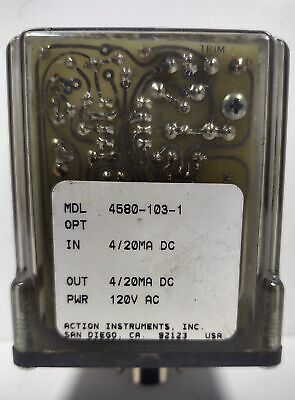 TRIM
MDL 4580-103-1
OPT
IN 4/20MA DC
OUT 4/20MA DC
PWR 120V AC
ACTION INSTRUMENTS, INC.
SAN DIEGO, CA. 92123 USA